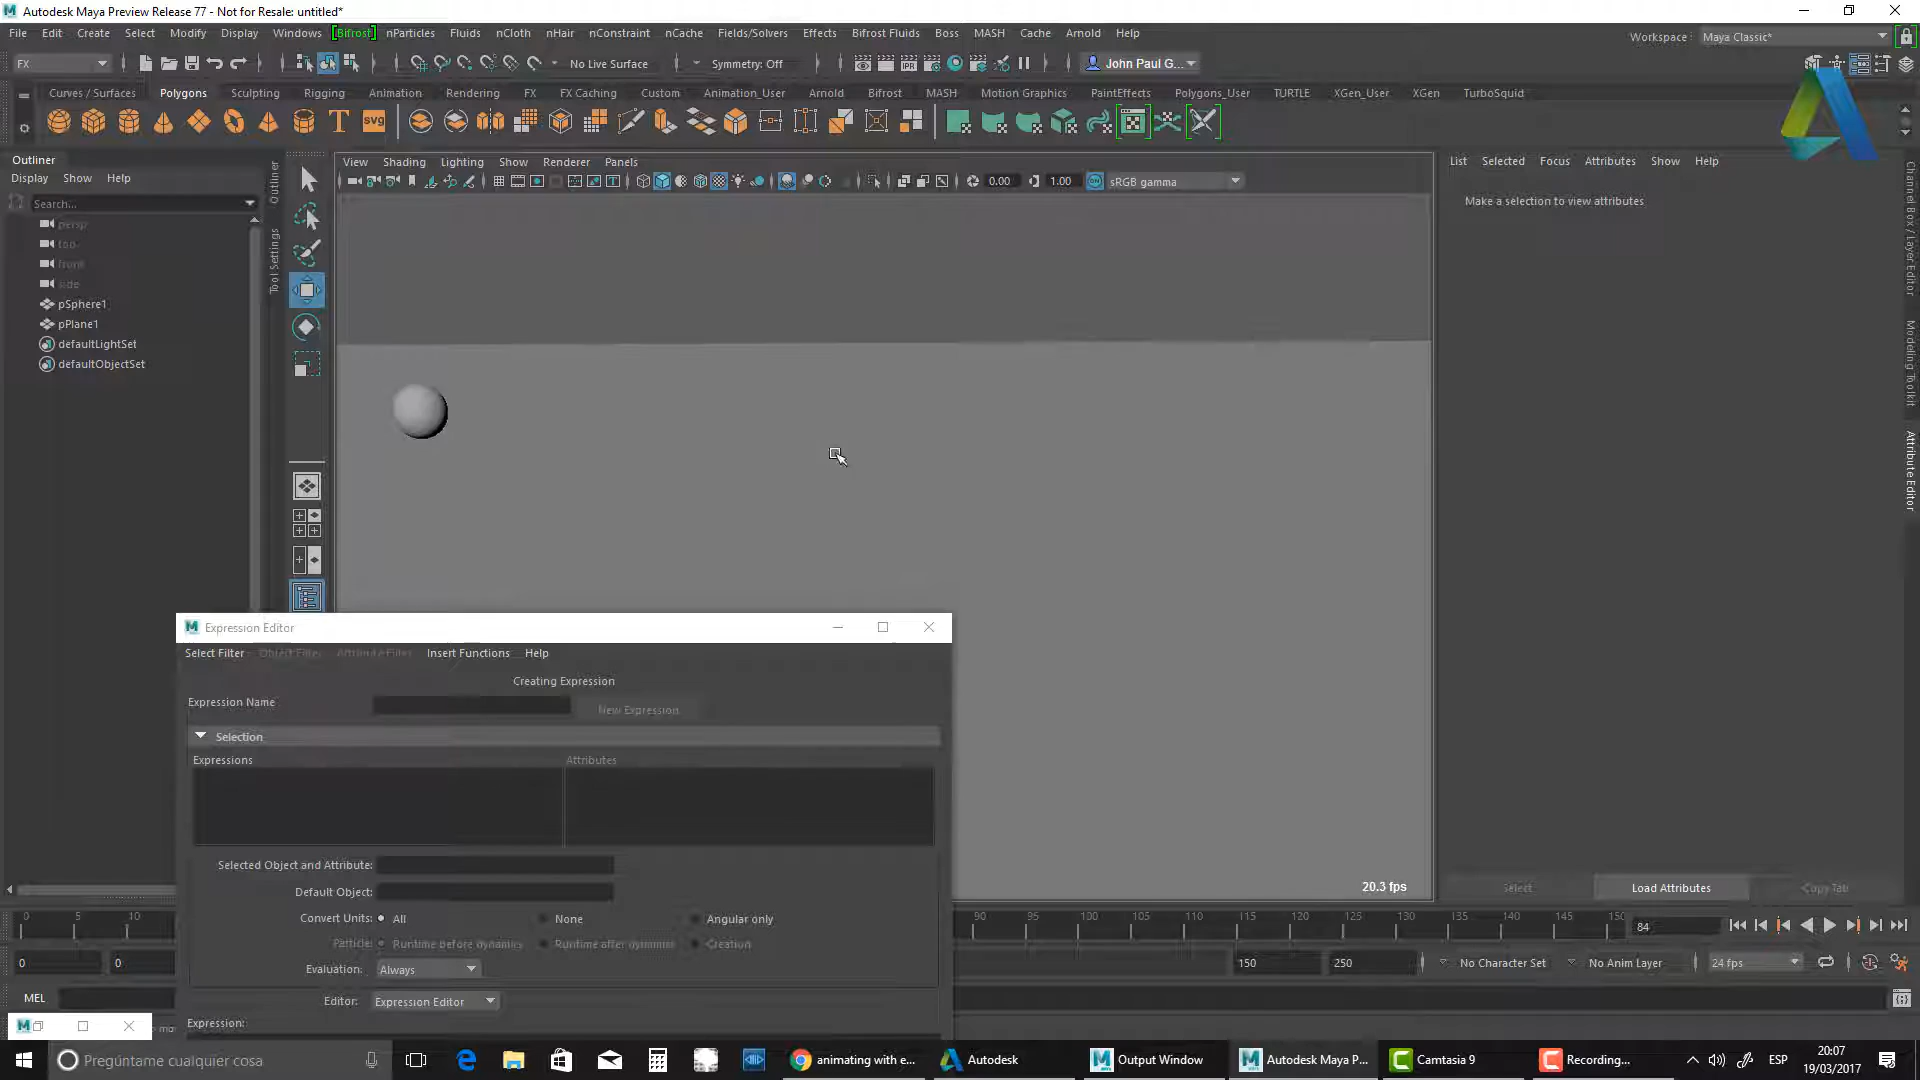 Autodesk Maya Preview Release 77 - Not for Resale: untitled*
File Edit Create Select Modify Display Windows [Bifrost] nParticles Fluids nCloth nHair nConstraint nCache Fields/Solvers Effects Bifrost Fluids Boss MASH Cache Arnold Help
Workspace: Maya Classic*
FX No Live Surface Symmetry: Off John Paul G...
Curves / Surfaces Polygons Sculpting Rigging Animation Rendering FX FX Caching Custom Animation_User Arnold Bifrost MASH Motion Graphics PaintEffects Polygons_User TURTLE XGen_User XGen TurboSquid
T svg
IPR
Outliner
Display Show Help
Search...
persp
top
front
side
pSphere1
pPlane1
defaultLightSet
defaultObjectSet
Outliner
Tool Settings
View Shading Lighting Show Renderer Panels
0.00 1.00 sRGB gamma
20.3 fps
List Selected Focus Attributes Show Help
Make a selection to view attributes
Channel Box / Layer Editor
Modeling Toolkit
Attribute Editor
Select Load Attributes Copy Tab
Expression Editor
Select Filter Object Filter Attribute Filter Insert Functions Help
Creating Expression
Expression Name New Expression
Selection
Expressions Attributes
Selected Object and Attribute:
Default Object:
Convert Units: All None Angular only
Particle: Runtime before dynamics Runtime after dynamics Creation
Evaluation: Always
Editor: Expression Editor
Expression:
0 5 10 90 95 100 105 110 115 120 125 130 135 140 145 150 84
0 0 150 250 No Character Set No Anim Layer 24 fps
MEL
Pregúntame cualquier cosa
animating with e... Autodesk Output Window Autodesk Maya P... Camtasia 9 Recording...
ESP
20:07
19/03/2017